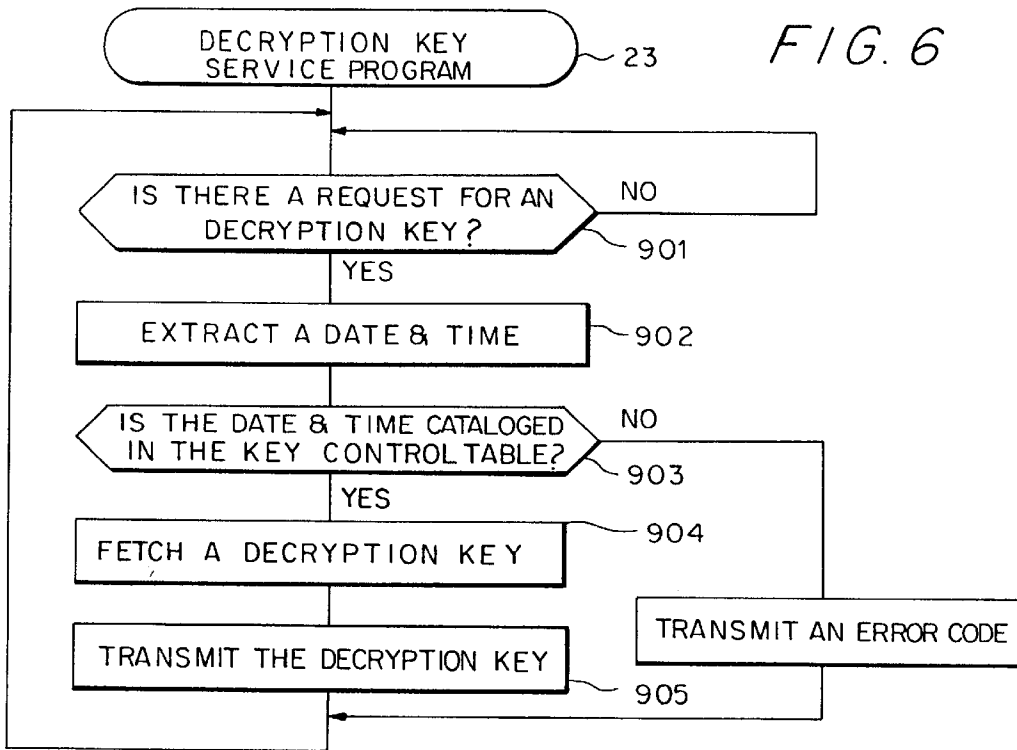 FIG. 6
DECRYPTION KEY
SERVICE PROGRAM
23
IS THERE A REQUEST FOR AN
DECRYPTION KEY?
NO
901
YES
EXTRACT A DATE & TIME
902
IS THE DATE & TIME CATALOGED
IN THE KEY CONTROL TABLE?
NO
903
YES
904
FETCH A DECRYPTION KEY
TRANSMIT AN ERROR CODE
TRANSMIT THE DECRYPTION KEY
905